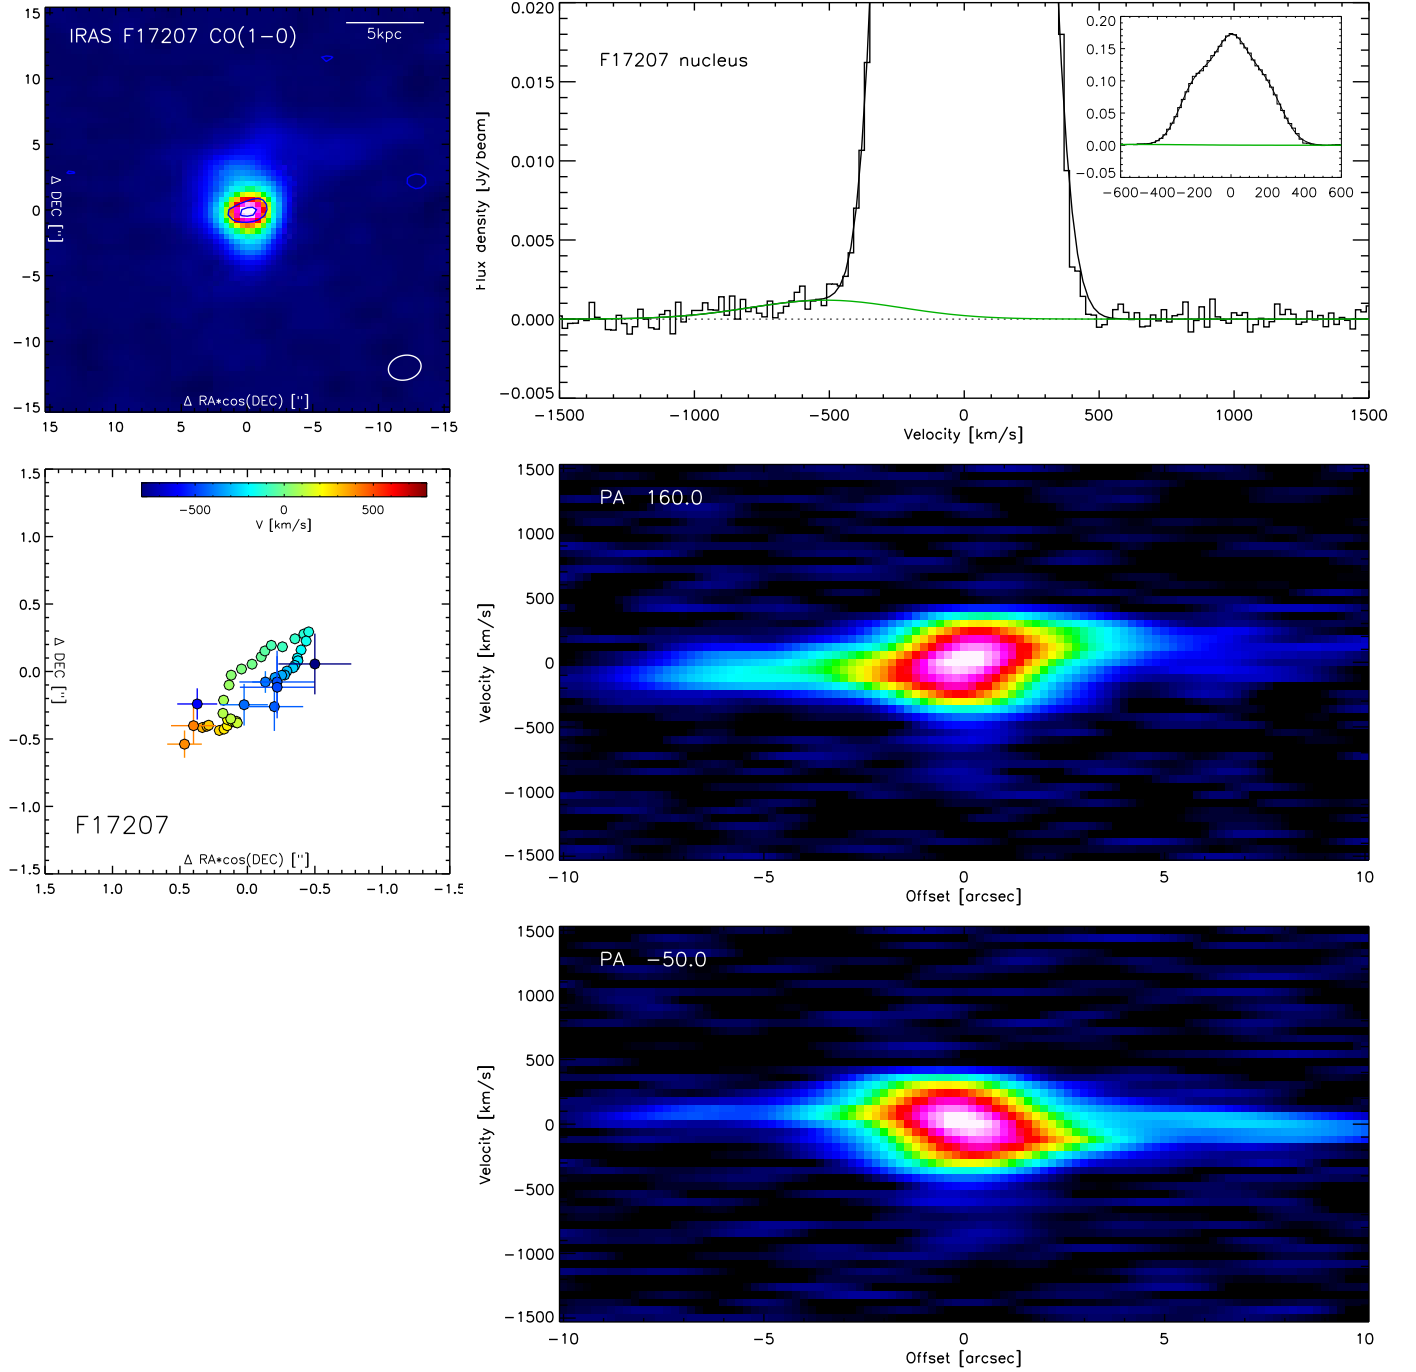 IRAS F17207 CO(1−0)
5kpc
15
10
5
0
−5
−10
−15
Δ DEC ["]
Δ RA*cos(DEC) ["]
15 10 5 0 −5 −10 −15
F17207 nucleus
0.020
0.015
0.010
0.005
0.000
−0.005
Flux density [Jy/beam]
−1500 −1000 −500 0 500 1000 1500
Velocity [km/s]
0.20
0.15
0.10
0.05
0.00
−0.05
−600 −400 −200 0 200 400 600
1.5
1.0
0.5
0.0
−0.5
−1.0
−1.5
−500 0 500
V [km/s]
Δ DEC ["]
F17207
Δ RA*cos(DEC) ["]
1.5 1.0 0.5 0.0 −0.5 −1.0 −1.5
PA 160.0
1500
1000
500
0
−500
−1000
−1500
Velocity [km/s]
−10 −5 0 5 10
Offset [arcsec]
PA −50.0
1500
1000
500
0
−500
−1000
−1500
Velocity [km/s]
−10 −5 0 5 10
Offset [arcsec]